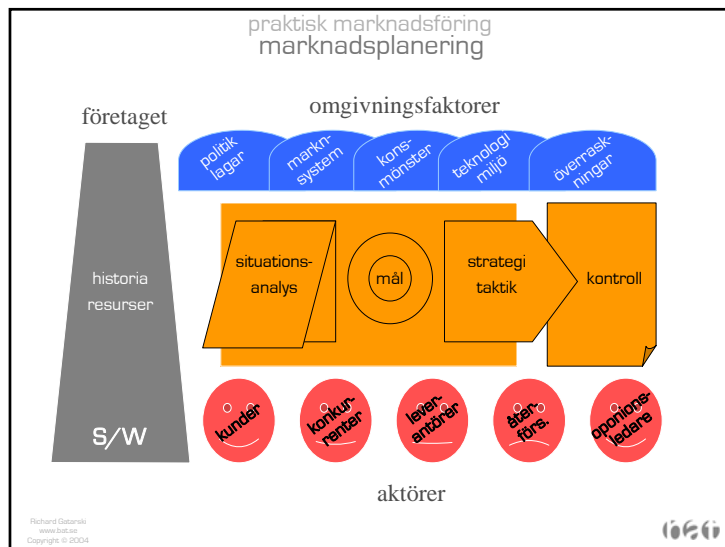 praktisk marknadsföring
marknadsplanering
omgivningsfaktorer
företaget
politik
lagar
markn-
system
kons-
mönster
teknologi
miljö
överrask-
ningar
historia
resurser
situations-
analys
mål
strategi
taktik
kontroll
S/W
kunder
konkur-
renter
lever-
antörer
åter-
förs.
oponions-
ledare
aktörer
Richard Gatarski
www.bat.se
Copyright © 2004